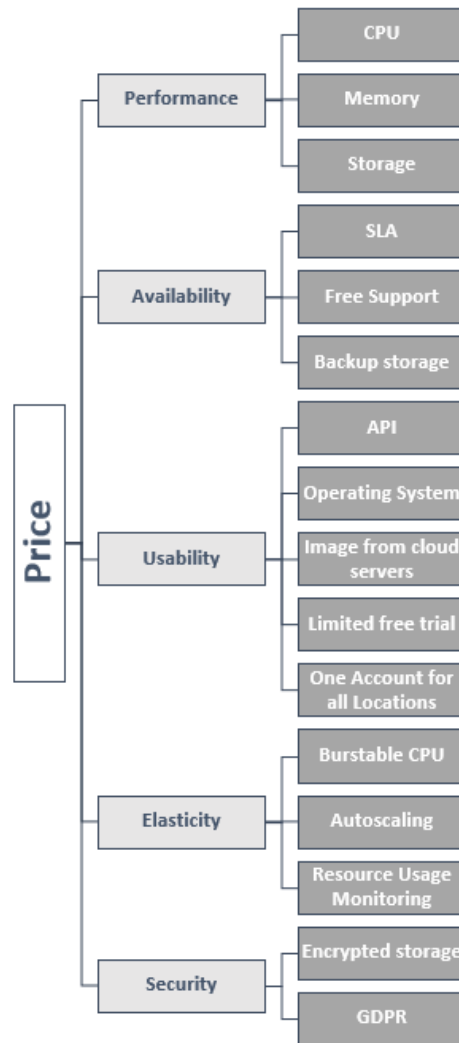 Price
Performance
CPU
Memory
Storage
Availability
SLA
Free Support
Backup storage
Usability
API
Operating System
Image from cloud
servers
Limited free trial
One Account for
all Locations
Elasticity
Burstable CPU
Autoscaling
Resource Usage
Monitoring
Security
Encrypted storage
GDPR